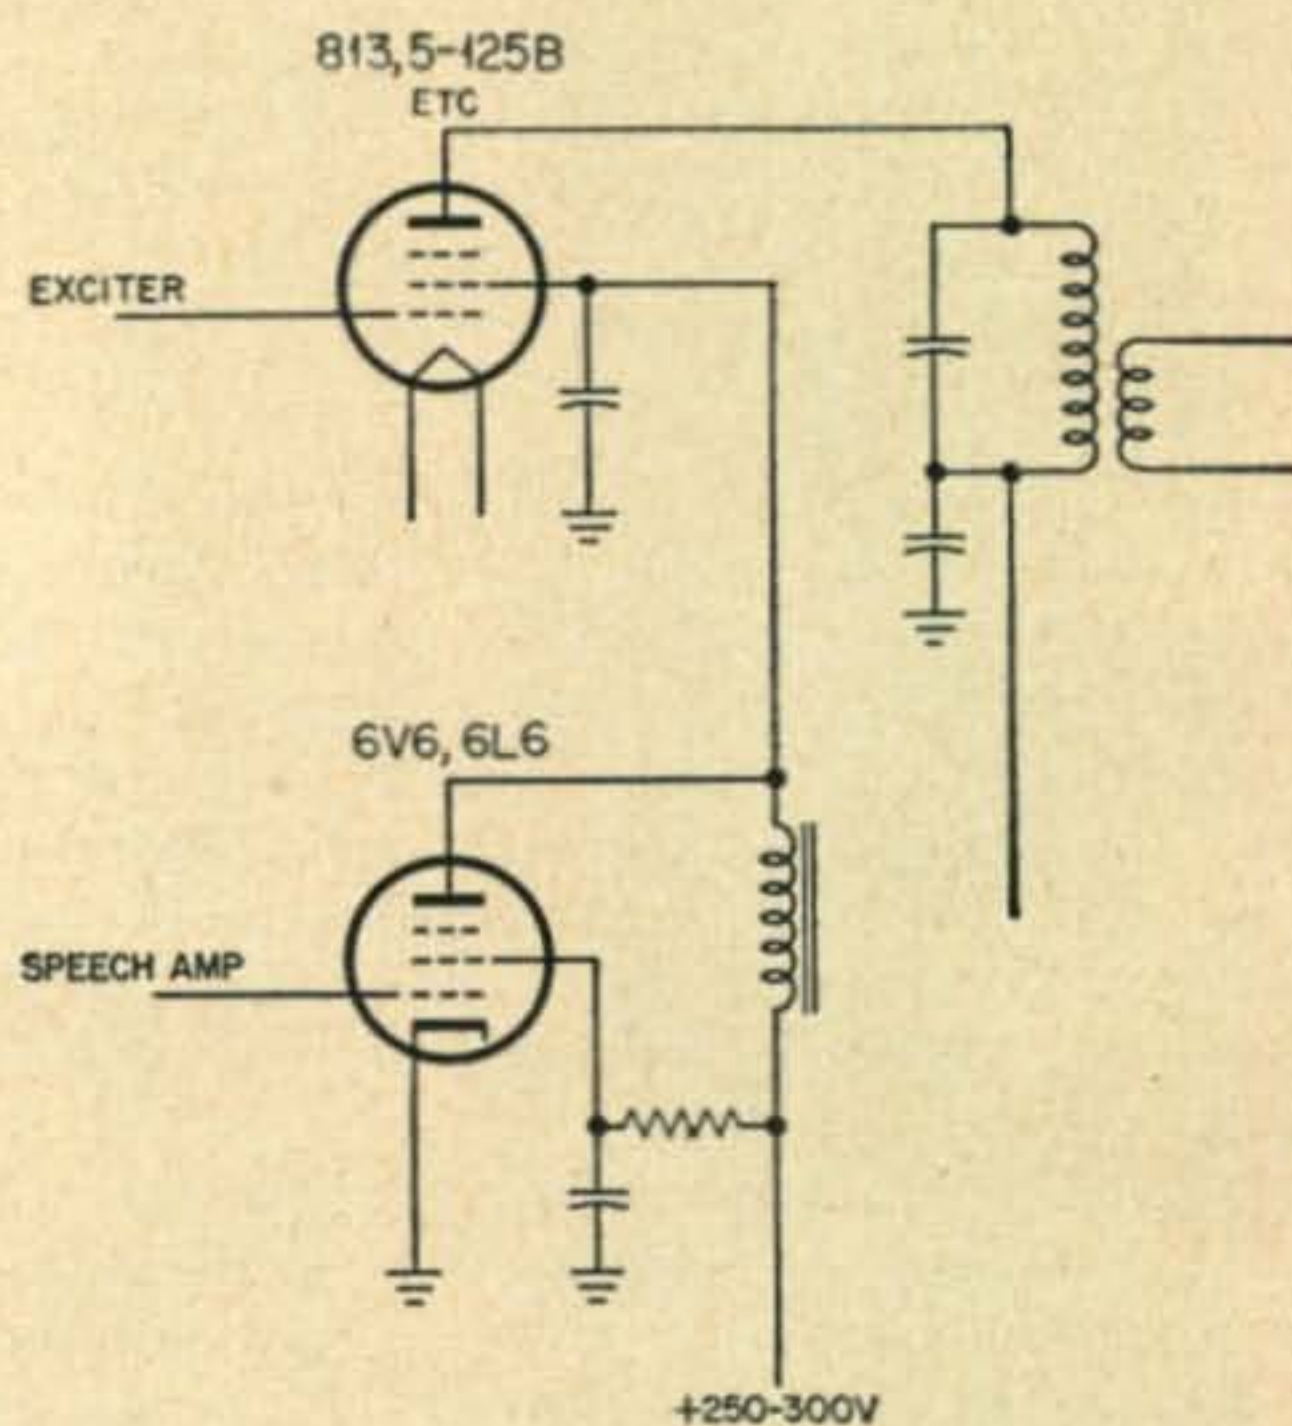 813,5-125B
ETC
EXCITER
6V6, 6L6
SPEECH AMP
+250-300V